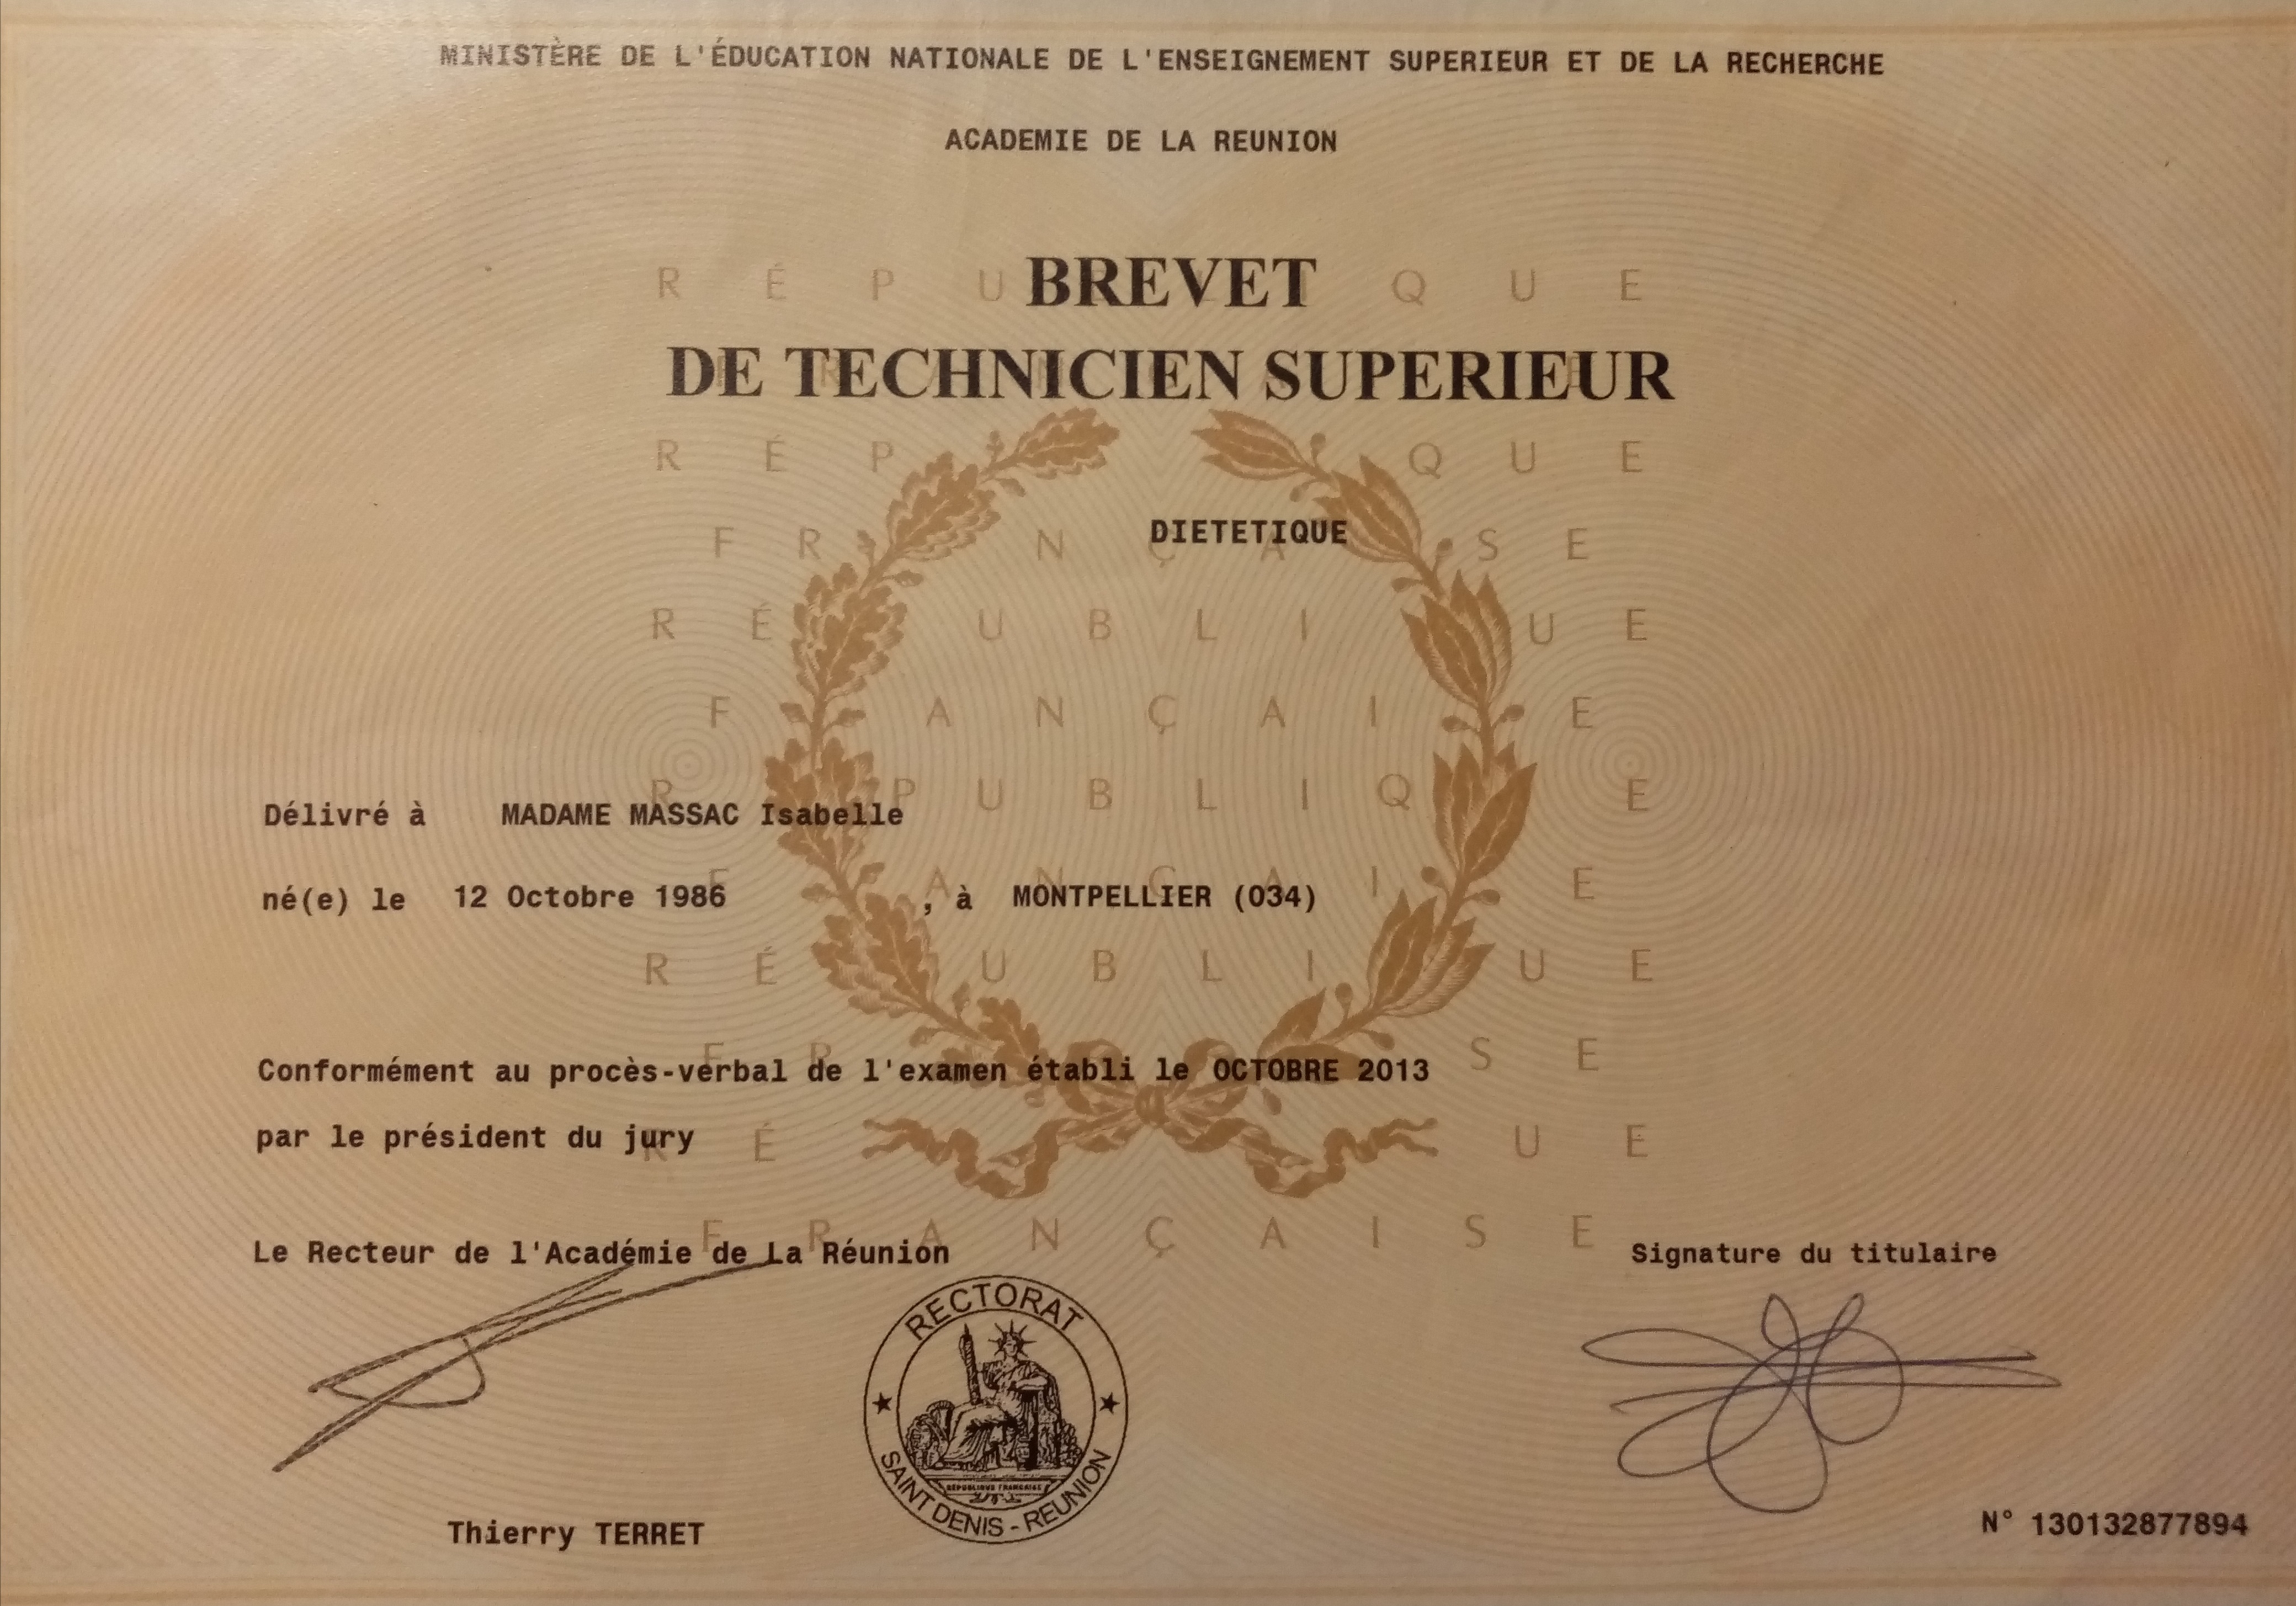 MINISTÈRE DE L'ÉDUCATION NATIONALE DE L'ENSEIGNEMENT SUPERIEUR ET DE LA RECHERCHE
ACADEMIE DE LA REUNION
R É P U Q U E
BREVET
DE TECHNICIEN SUPERIEUR
R É P Q U E
DIETETIQUE
F R N Ç A S E
R É U B L I U E
F A N Ç A I E
R P U B L I Q E
Délivré à MADAME MASSAC Isabelle
F A N Ç A I E
né(e) le 12 Octobre 1986 , à MONTPELLIER (034)
R É U B L I U E
F R S E
Conformément au procès-verbal de l'examen établi le OCTOBRE 2013
par le président du jury
R É U E
F R A N Ç A I S E
Le Recteur de l'Académie de La Réunion
Signature du titulaire
RECTORAT
RÉPUBLIQUE FRANÇAISE
SAINT DENIS - REUNION
Thierry TERRET
N° 130132877894